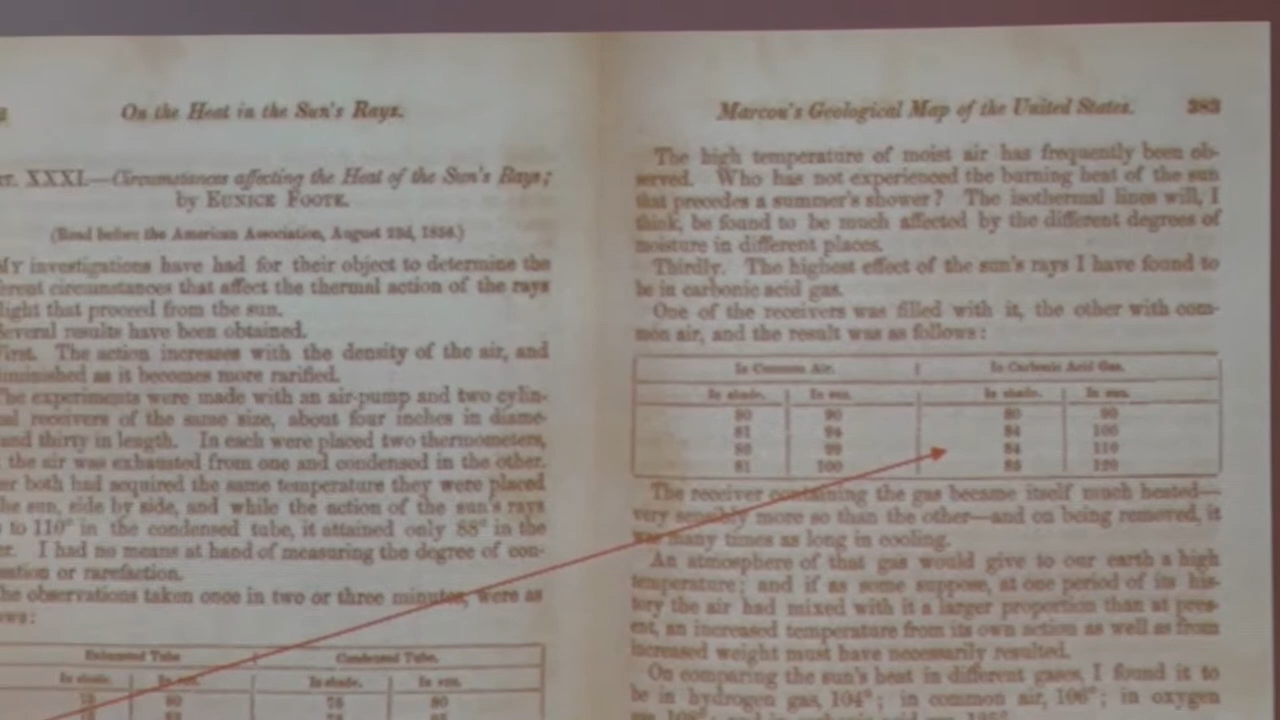 On the Heat in the Sun's Rays.
XXXI.—Circumstances affecting the Heat of the Sun's Rays;
by EUNICE FOOTE.
(Read before the American Association, August 23d, 1856.)
MY investigations have had for their object to determine the
circumstances that affect the thermal action of the rays
light that proceed from the sun.
Several results have been obtained.
First. The action increases with the density of the air, and
diminished as it becomes more rarified.
The experiments were made with an air-pump and two cylin-
receivers of the same size, about four inches in diame-
and thirty in length. In each were placed two thermometers,
the air was exhausted from one and condensed in the other.
both had acquired the same temperature they were placed
the sun, side by side, and while the action of the sun's rays
to 110° in the condensed tube, it attained only 88° in the
I had no means at hand of measuring the degree of con-
or rarefaction.
The observations taken once in two or three minutes, were as
Exhausted Tube Condensed Tube.
In shade. In sun. In shade. In sun.
80 80
Marcou's Geological Map of the United States. 383
The high temperature of moist air has frequently been ob-
served. Who has not experienced the burning heat of the sun
that precedes a summer's shower? The isothermal lines will, I
think, be found to be much affected by the different degrees of
moisture in different places.
Thirdly. The highest effect of the sun's rays I have found to
be in carbonic acid gas.
One of the receivers was filled with it, the other with com-
mon air, and the result was as follows:
In Common Air. In Carbonic Acid Gas.
In shade. In sun. In shade. In sun.
80 90 80 90
81 94 84 100
80 99 84 110
81 100 85 120
The receiver containing the gas became itself much heated—
very sensibly more so than the other—and on being removed, it
was many times as long in cooling.
An atmosphere of that gas would give to our earth a high
temperature; and if as some suppose, at one period of its his-
tory the air had mixed with it a larger proportion than at pres-
ent, an increased temperature from its own action as well as from
increased weight must have necessarily resulted.
On comparing the sun's heat in different gases, I found it to
be in hydrogen gas, 104°; in common air, 106°; in oxygen